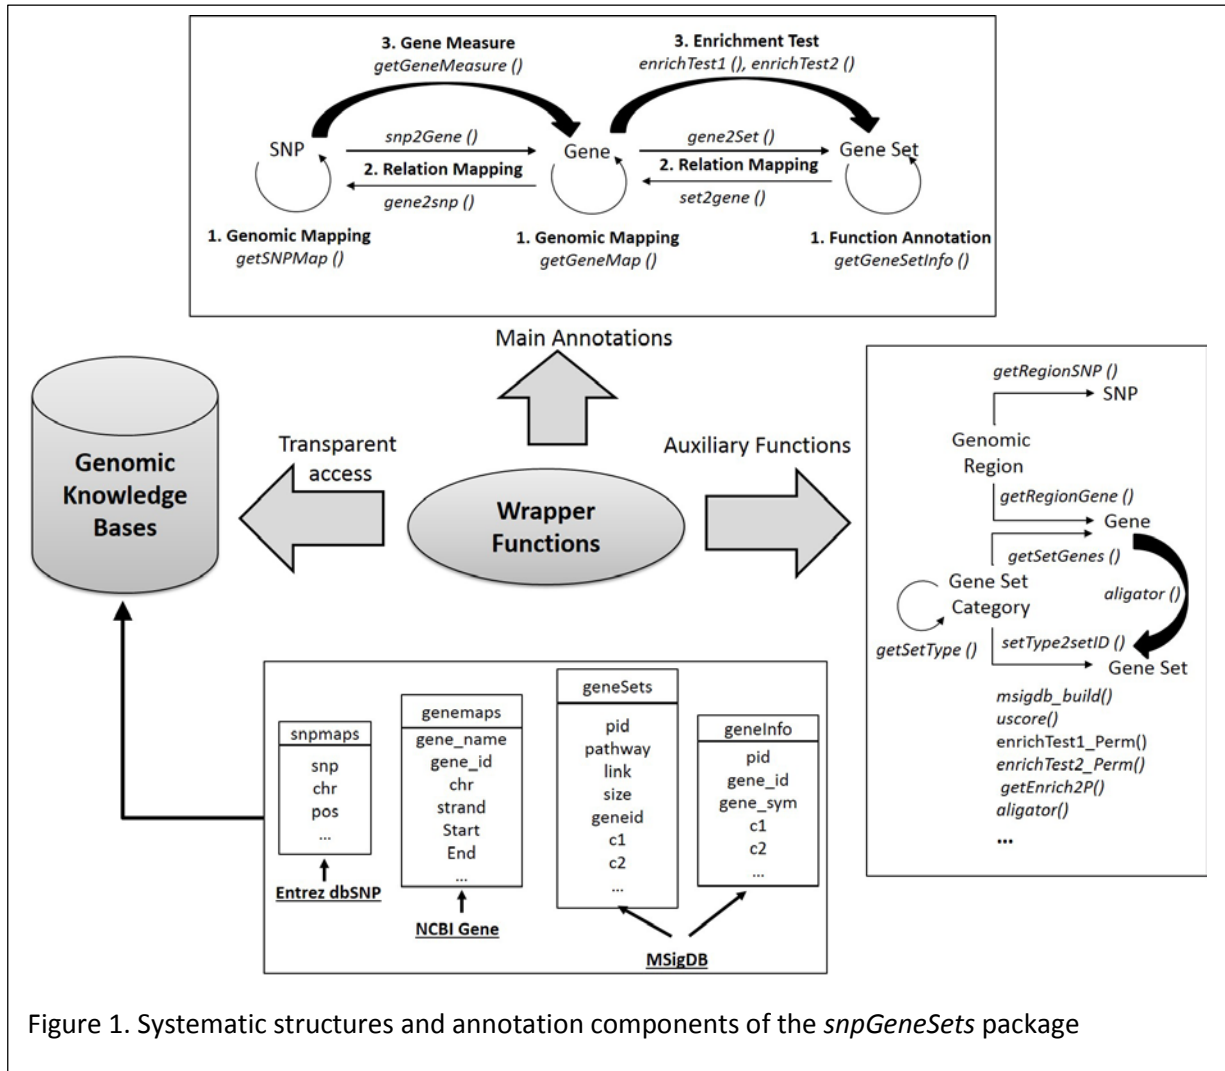 3. Gene Measure
getGeneMeasure ()
3. Enrichment Test
enrichTest1 (), enrichTest2 ()
SNP
snp2Gene ()
Gene
gene2Set ()
Gene Set
2. Relation Mapping
2. Relation Mapping
gene2snp ()
set2gene ()
1. Genomic Mapping
getSNPMap ()
1. Genomic Mapping
getGeneMap ()
1. Function Annotation
getGeneSetInfo ()
Main Annotations
Transparent
access
Auxiliary Functions
Genomic
Knowledge
Bases
Wrapper
Functions
getRegionSNP ()
SNP
Genomic
Region
getRegionGene ()
Gene
getSetGenes ()
Gene Set
Category
aligator ()
getSetType ()
setType2setID ()
Gene Set
msigdb_build()
uscore()
enrichTest1_Perm()
enrichTest2_Perm()
getEnrich2P()
aligator()
...
snpmaps
snp
chr
pos
...
Entrez dbSNP
genemaps
gene_name
gene_id
chr
strand
Start
End
...
NCBI Gene
geneSets
pid
pathway
link
size
geneid
c1
c2
...
geneInfo
pid
gene_id
gene_sym
c1
c2
...
MSigDB
Figure 1. Systematic structures and annotation components of the snpGeneSets package